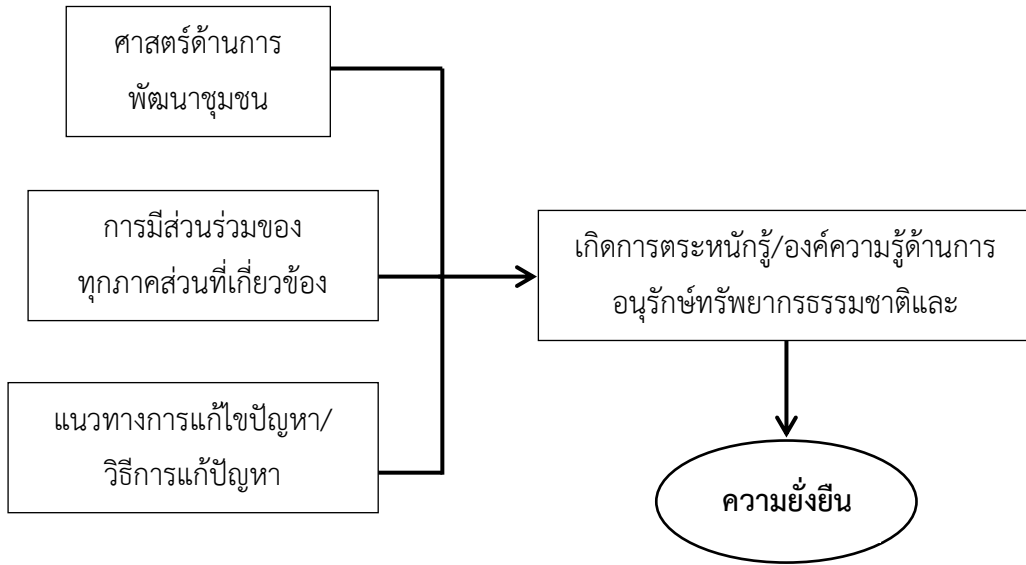 ศาสตร์ด้านการ
พัฒนาชุมชน
การมีส่วนร่วมของ
ทุกภาคส่วนที่เกี่ยวข้อง
แนวทางการแก้ไขปัญหา/
วิธีการแก้ปัญหา
เกิดการตระหนักรู้/องค์ความรู้ด้านการ
อนุรักษ์ทรัพยากรธรรมชาติและ
ความยั่งยืน